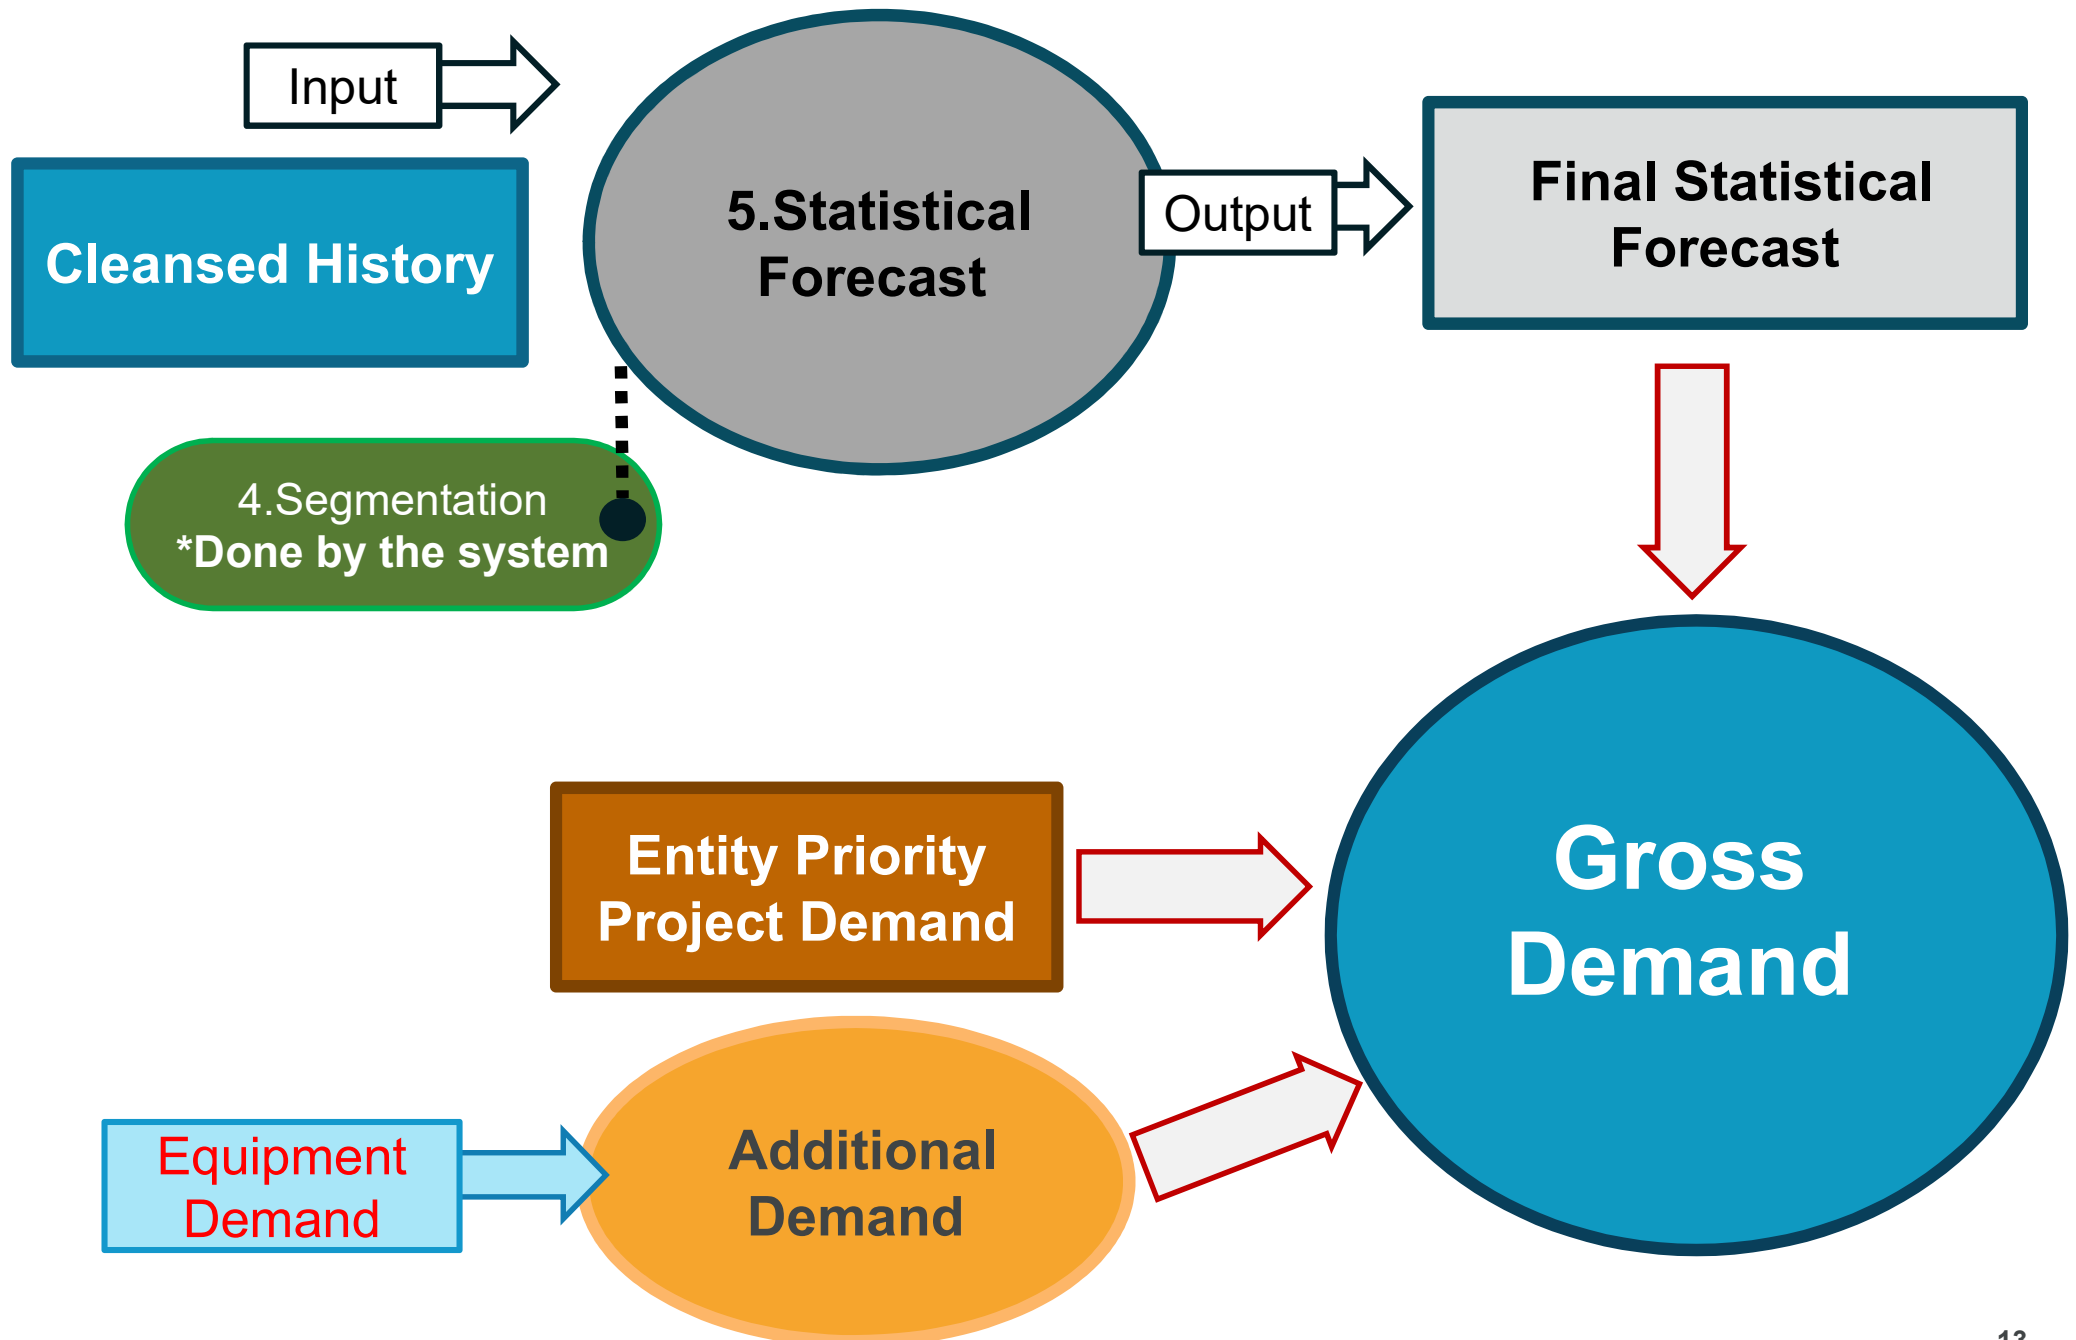 Input
Cleansed History
5.Statistical
Forecast
Output
Final Statistical
Forecast
4.Segmentation
*Done by the system
Entity Priority
Project Demand
Gross
Demand
Equipment
Demand
Additional
Demand
13